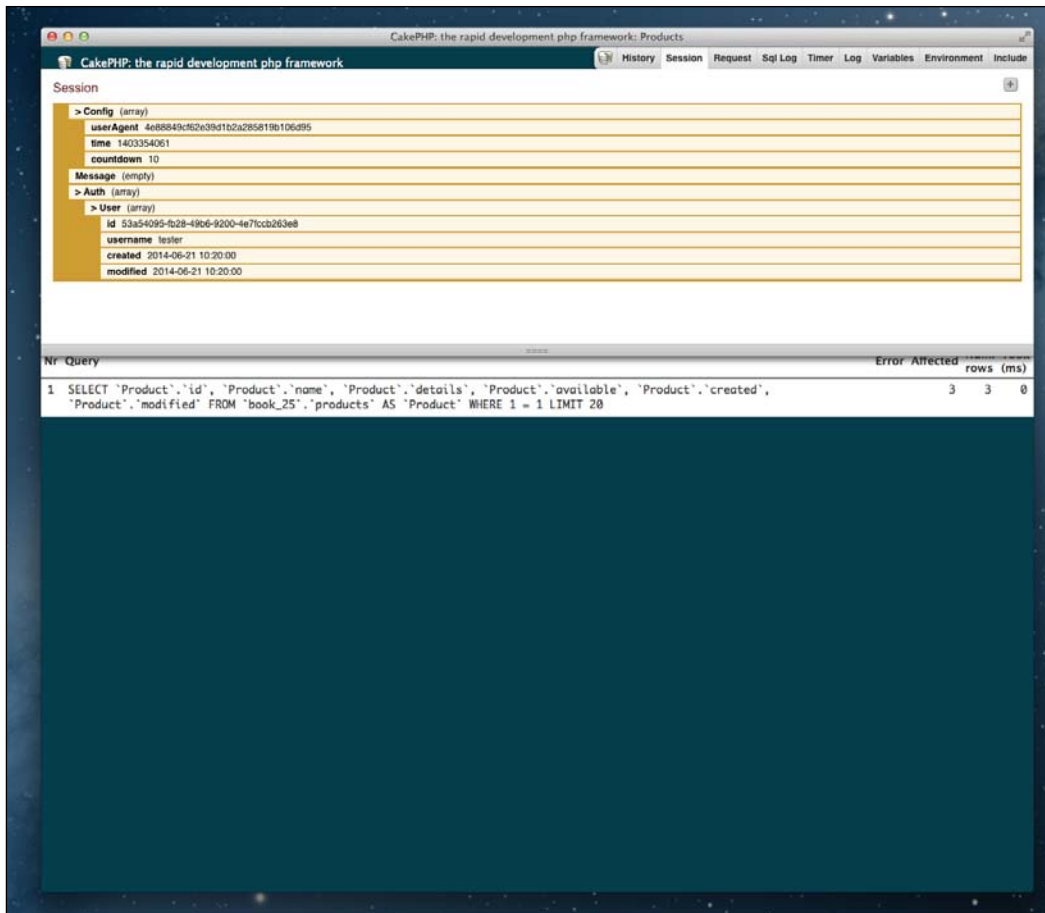 CakePHP: the rapid development php framework: Products
CakePHP: the rapid development php framework
History Session Request Sql Log Timer Log Variables Environment Include
Session
+
> Config (array)
userAgent 4e88849cf62e39d1b2a285819b106d95
time 1403354061
countdown 10
Message (empty)
> Auth (array)
> User (array)
id 53a54095-fb28-49b6-9200-4e7fccb263e8
username tester
created 2014-06-21 10:20:00
modified 2014-06-21 10:20:00
Nr Query Error Affected rows (ms)
1 SELECT `Product`.`id`, `Product`.`name`, `Product`.`details`, `Product`.`available`, `Product`.`created`, 3 3 0
`Product`.`modified` FROM `book_25`.`products` AS `Product` WHERE 1 = 1 LIMIT 20